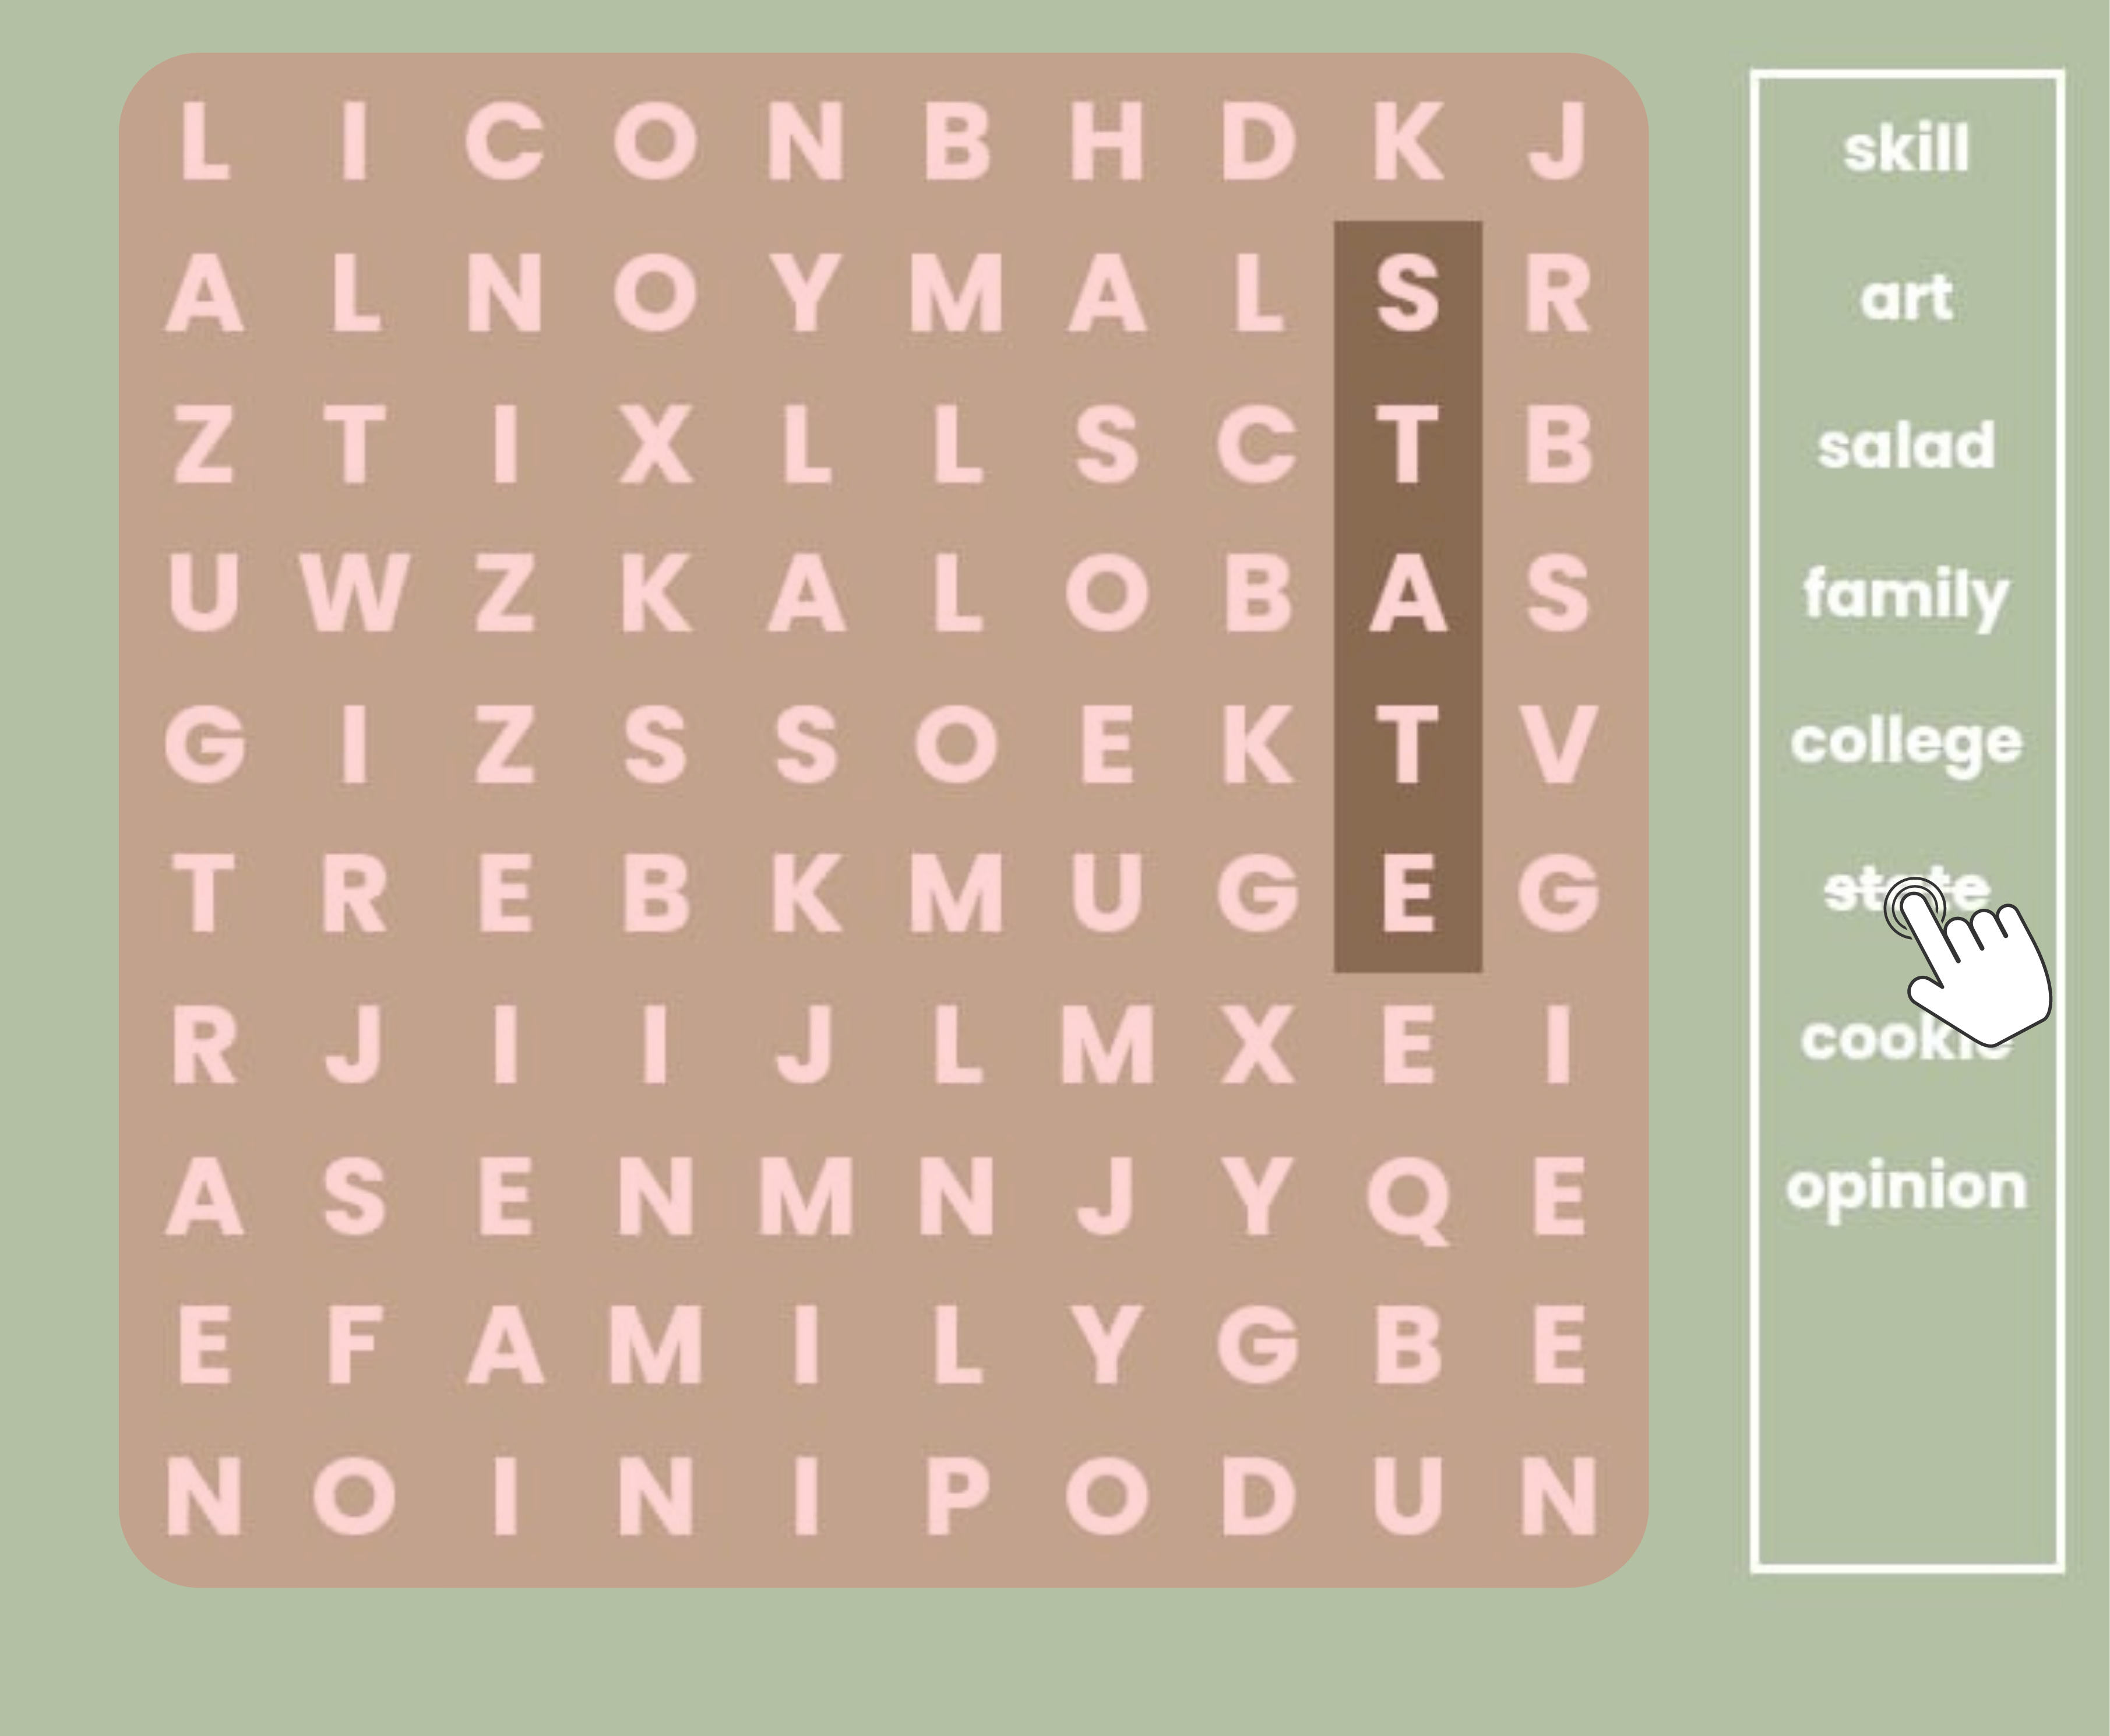 L I C O N B H D K J
A L N O Y M A L S R
Z T I X L L S C T B
U W Z K A L O B A S
G I Z S S O E K T V
T R E B K M U G E G
R J I I J L M X E I
A S E N M N J Y Q E
E F A M I L Y G B E
N O I N I P O D U N
skill
art
salad
family
college
state
cookie
opinion